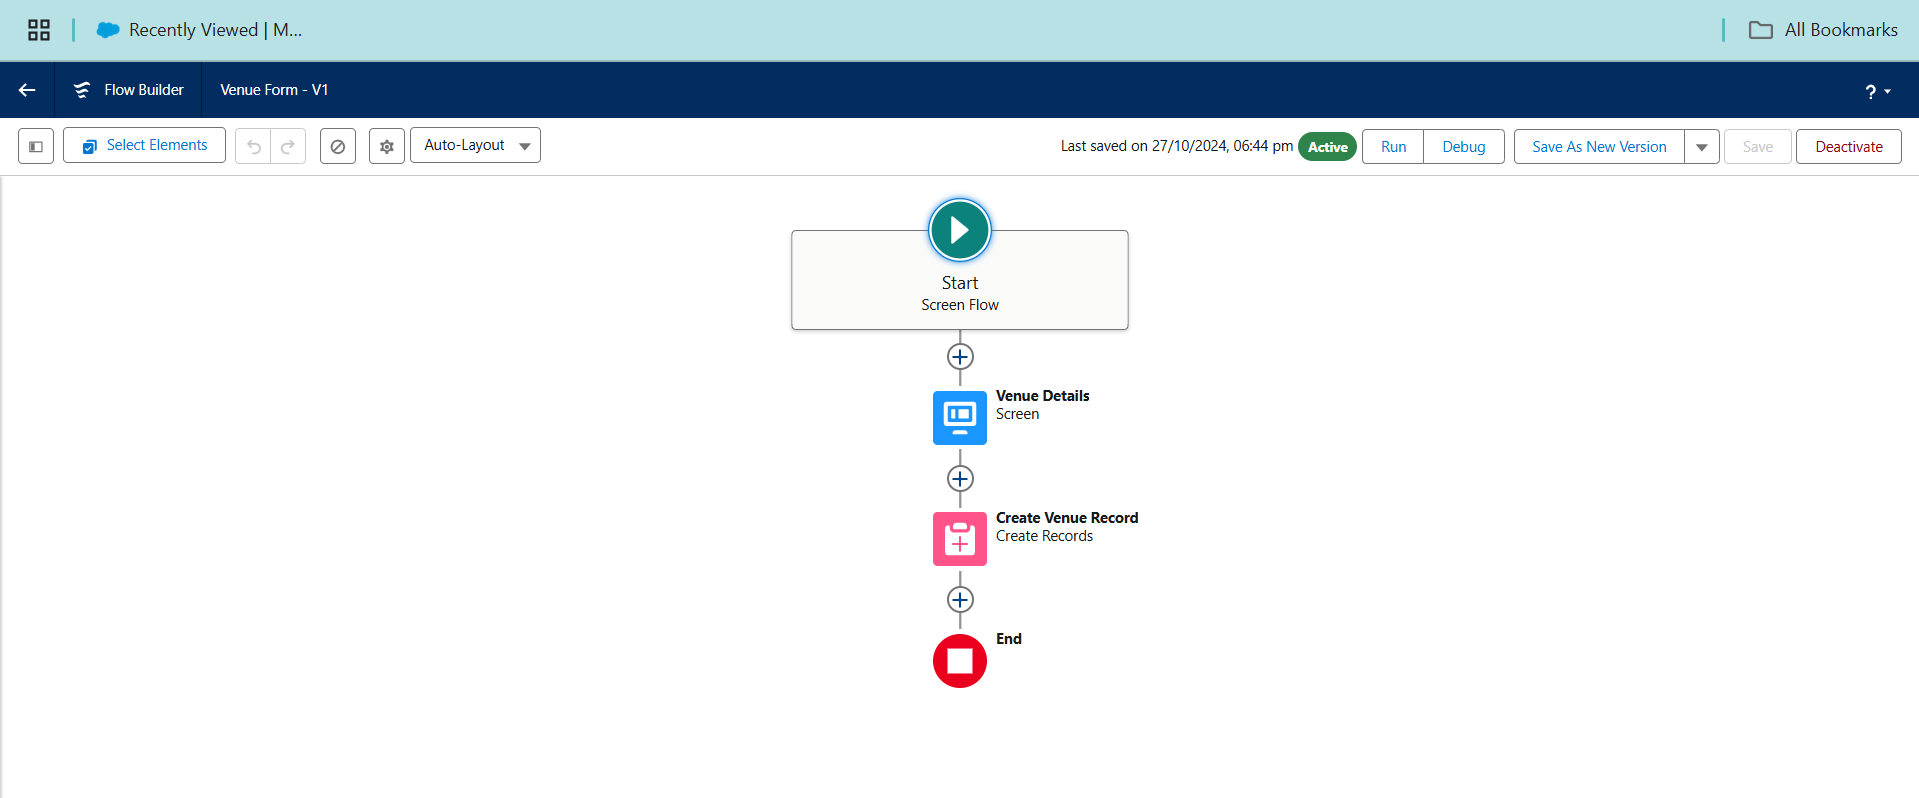 Recently Viewed | M...
All Bookmarks
Flow Builder
Venue Form - V1
?
Select Elements
Auto-Layout
Last saved on 27/10/2024, 06:44 pm
Active
Run
Debug
Save As New Version
Save
Deactivate
Start
Screen Flow
Venue Details
Screen
Create Venue Record
Create Records
End